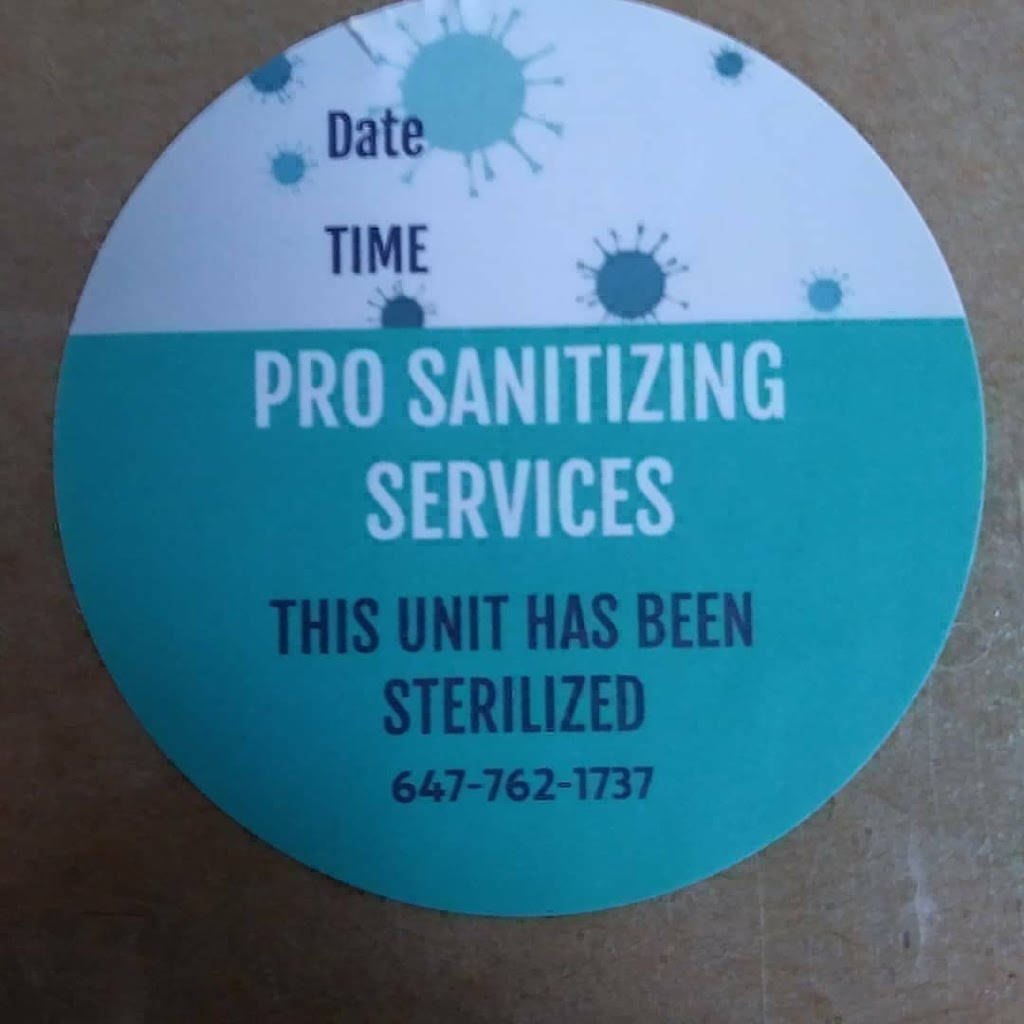 Date
TIME
PRO SANITIZING
SERVICES
THIS UNIT HAS BEEN
STERILIZED
647-762-1737